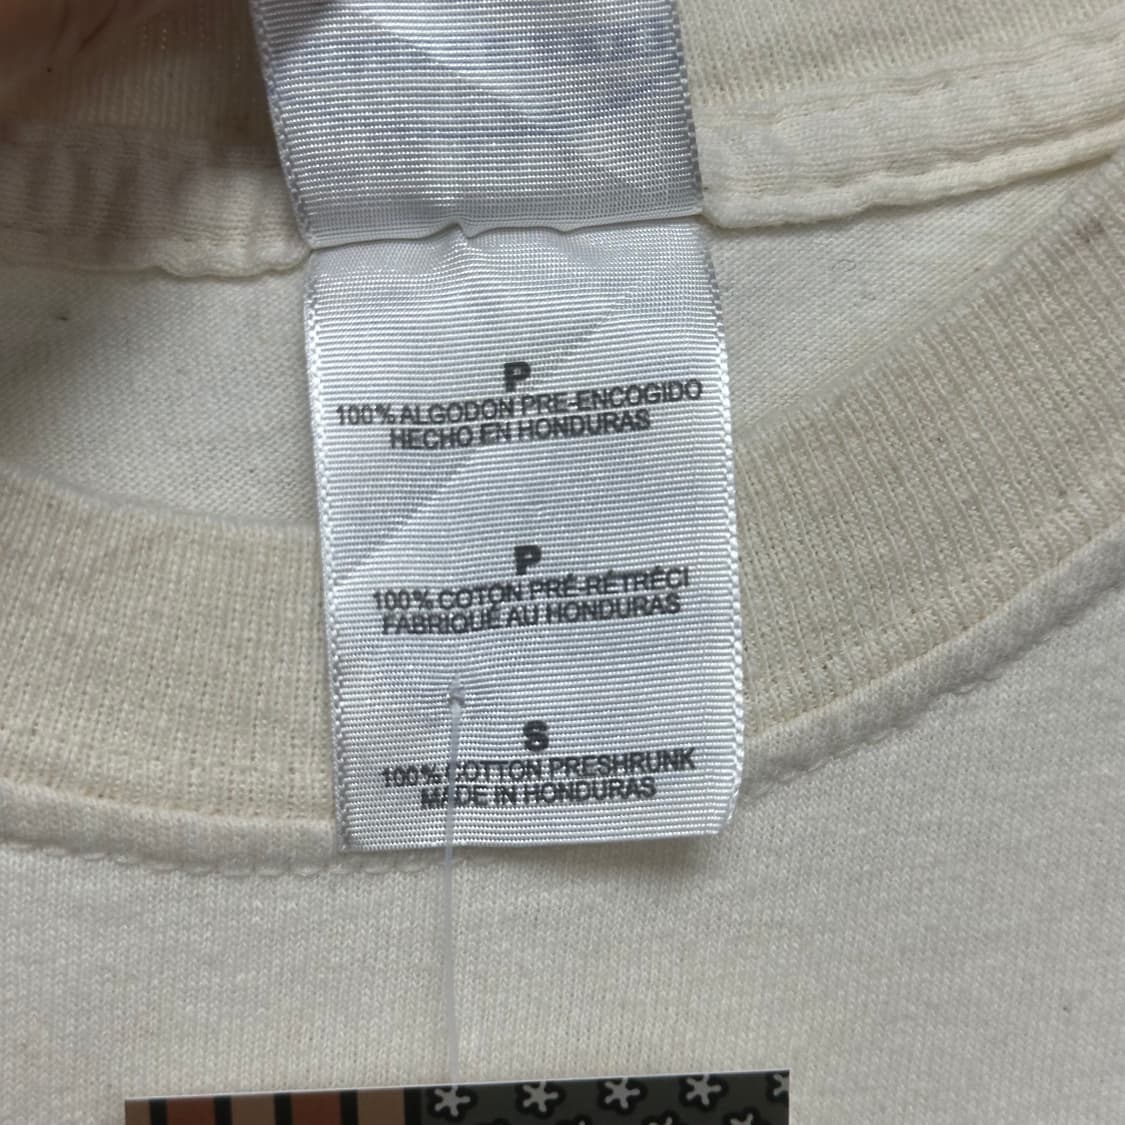 P
100% ALGODON PRE-ENCOGIDO
HECHO EN HONDURAS
P
100% COTON PRÉ-RÉTRÉCI
FABRIQUÉ AU HONDURAS
S
100% COTTON PRESHRUNK
MADE IN HONDURAS